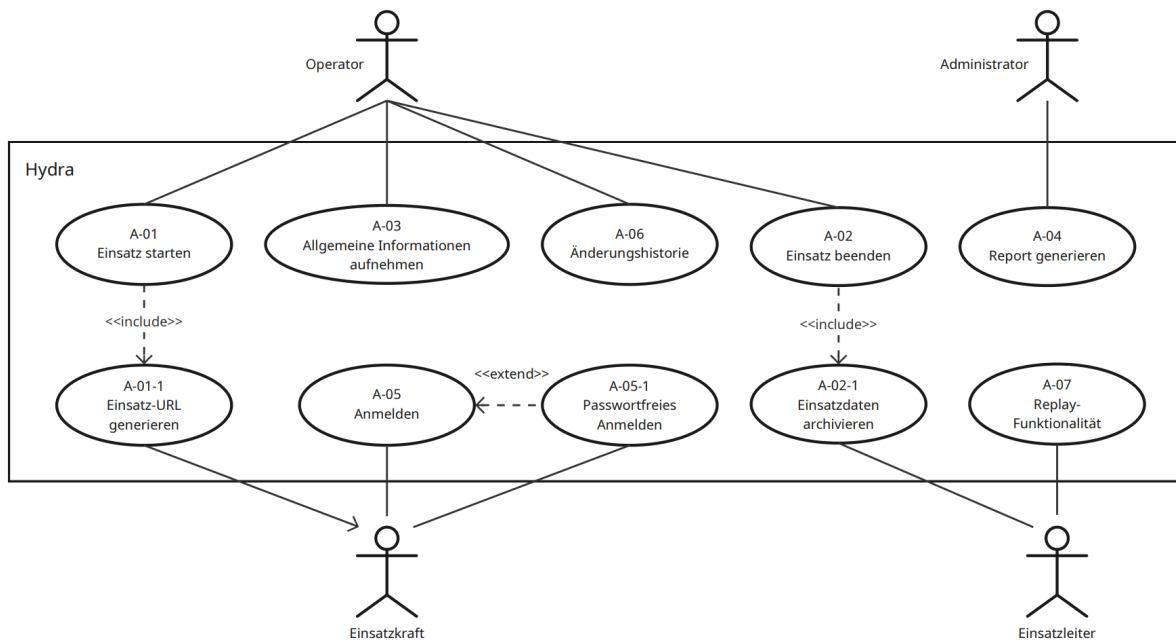 Operator
Administrator
Hydra
A-01
Einsatz starten
A-03
Allgemeine Informationen
aufnehmen
A-06
Änderungshistorie
A-02
Einsatz beenden
A-04
Report generieren
<<include>>
<<include>>
A-01-1
Einsatz-URL
generieren
A-05
Anmelden
<<extend>>
A-05-1
Passwortfreies
Anmelden
A-02-1
Einsatzdaten
archivieren
A-07
Replay-
Funktionalität
Einsatzkraft
Einsatzleiter